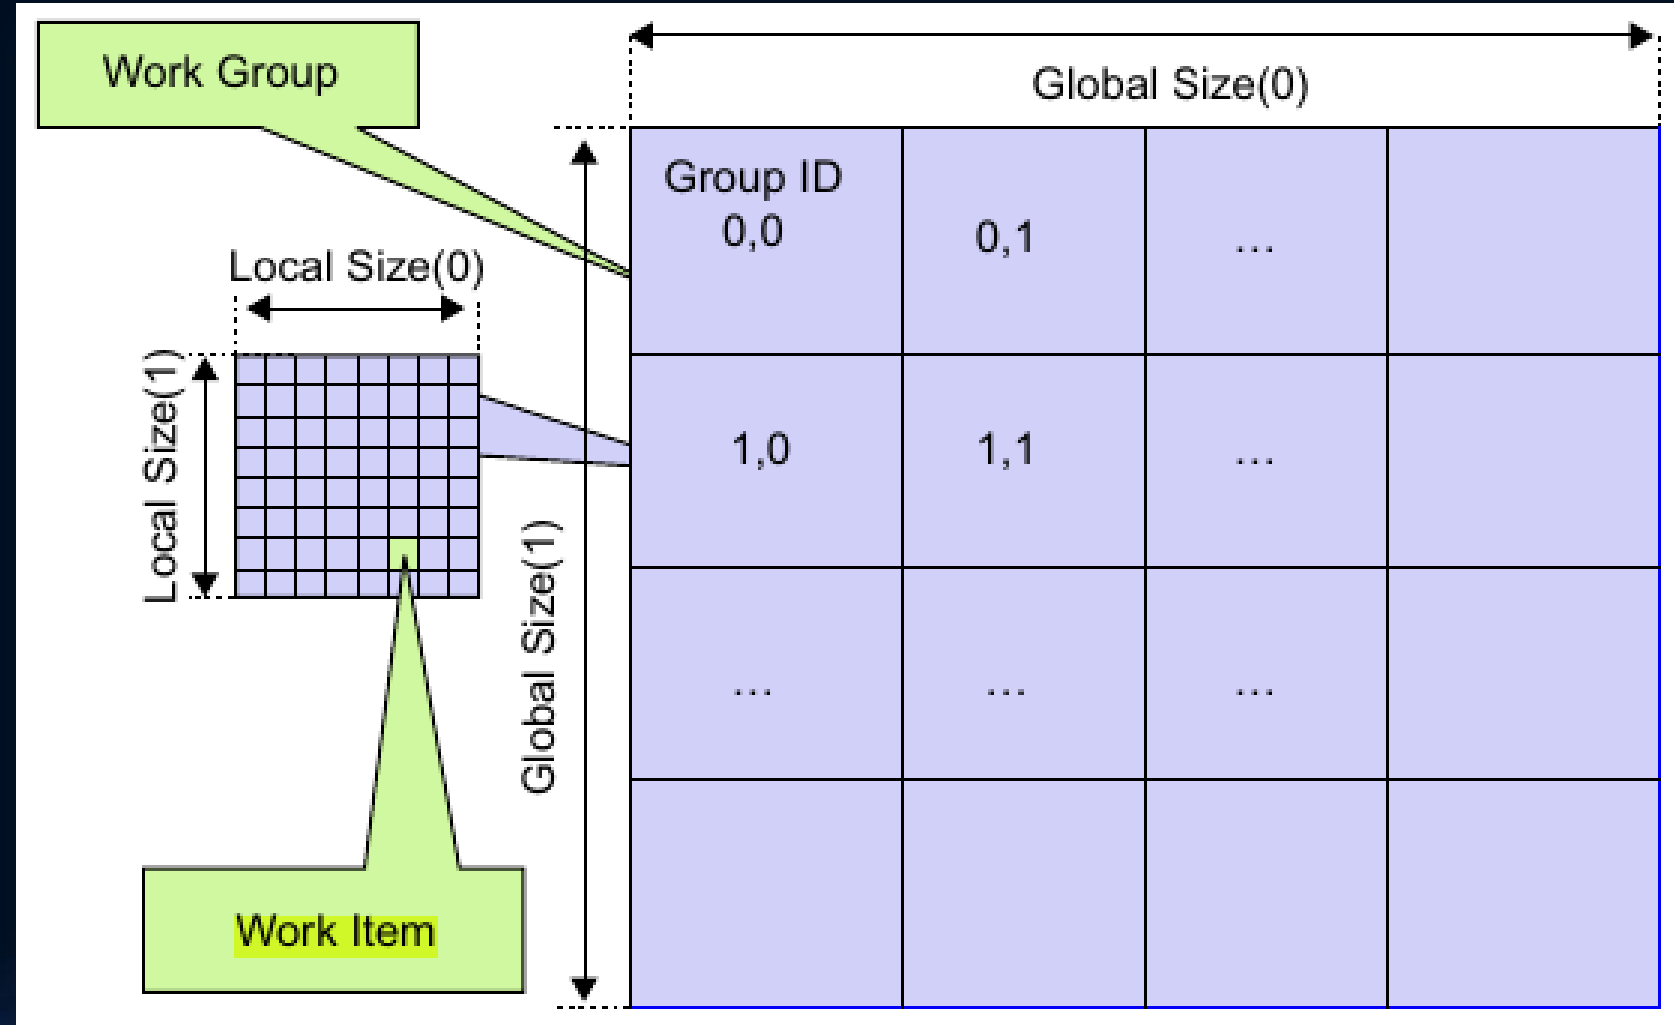 Work Group
Global Size(0)
Group ID
0,0
0,1
...
Local Size(0)
Local Size(1)
1,0
1,1
...
Global Size(1)
...
...
...
Work Item